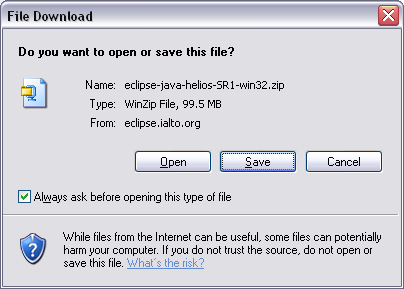 File Download
Do you want to open or save this file?
Name: eclipse-java-helios-SR1-win32.zip
Type: WinZip File, 99.5 MB
From: eclipse.ialto.org
Open Save Cancel
Always ask before opening this type of file
While files from the Internet can be useful, some files can potentially
harm your computer. If you do not trust the source, do not open or
save this file. What's the risk?